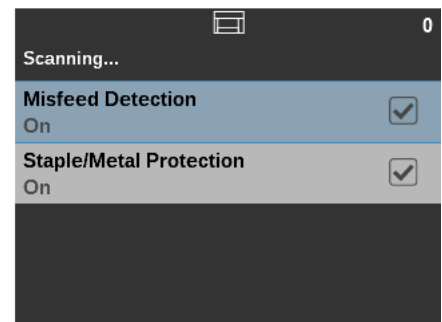 0
Scanning...
Misfeed Detection
On
Staple/Metal Protection
On